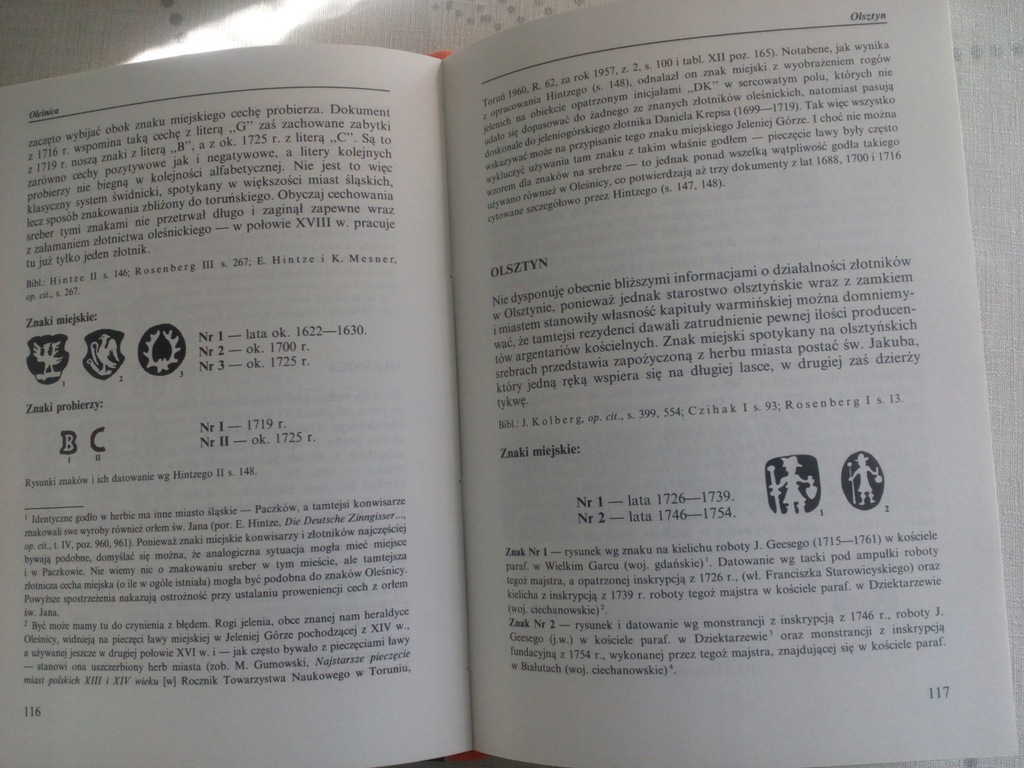 Oleśnica
zaczęto wybijać obok znaku miejskiego cechę probierza. Dokument
z 1716 r. wspomina taką cechę z literą „G" zaś zachowane zabytki
z 1719 r. noszą znaki z literą „B", a z ok. 1725 r. z literą „C". Są to
zarówno cechy pozytywowe jak i negatywowe, a litery kolejnych
probierzy nie biegną w kolejności alfabetycznej. Nie jest to więc
klasyczny system świdnicki, spotykany w większości miast śląskich,
lecz sposób znakowania zbliżony do toruńskiego. Obyczaj cechowania
sreber tymi znakami nie przetrwał długo i zaginął zapewne wraz
z załamaniem złotnictwa oleśnickiego — w połowie XVIII w. pracuje
tu już tylko jeden złotnik.
Bibl.: Hintze II s. 146; Rosenberg III s. 267; E. Hintze i K. Mesner,
op. cit., s. 267.
Znaki miejskie:
Nr 1 — lata ok. 1622—1630.
Nr 2 — ok. 1700 r.
Nr 3 — ok. 1725 r.
1
2
3
Znaki probierzy:
B C
Nr I — 1719 r.
Nr II — ok. 1725 r.
I
II
Rysunki znaków i ich datowanie wg Hintzego II s. 148.
1 Identyczne godło w herbie ma inne miasto śląskie — Paczków, a tamtejsi konwisarze
znakowali swe wyroby również orłem św. Jana (por. E. Hintze, Die Deutsche Zinngisser...,
op. cit., t. IV, poz. 960, 961). Ponieważ znaki miejskie konwisarzy i złotników najczęściej
bywają podobne, domyślać się można, że analogiczna sytuacja mogła mieć miejsce
i w Paczkowie. Nie wiemy nic o znakowaniu sreber w tym mieście, ale tamtejsza
złotnicza cecha miejska (o ile w ogóle istniała) mogła być podobna do znaków Oleśnicy.
Powyższe spostrzeżenia nakazują ostrożność przy ustalaniu proweniencji cech z orłem
św. Jana.
2 Być może mamy tu do czynienia z błędem. Rogi jelenia, obce znanej nam heraldyce
Oleśnicy, widnieją na pieczęci ławy miejskiej w Jeleniej Górze pochodzącej z XIV w.,
a używanej jeszcze w drugiej połowie XVI w. i — jak często bywało z pieczęciami ławy
— stanowi ona uszczerbiony herb miasta (zob. M. Gumowski, Najstarsze pieczęcie
miast polskich XIII i XIV wieku [w] Rocznik Towarzystwa Naukowego w Toruniu,
116
Olsztyn
Toruń 1960, R. 62, za rok 1957, z. 2, s. 100 i tabl. XII poz. 165). Notabene, jak wynika
z opracowania Hintzego (s. 148), odnalazł on znak miejski z wyobrażeniem rogów
jelenich na obiekcie opatrzonym inicjałami „DK" w sercowatym polu, których nie
udało się dopasować do żadnego ze znanych złotników oleśnickich, natomiast pasują
doskonale do jeleniogórskiego złotnika Daniela Krepsa (1699—1719). Tak więc wszystko
wskazywać może na przypisanie tego znaku miejskiego Jeleniej Górze. I choć nie można
wykluczyć używania tam znaku z takim właśnie godłem — pieczęcie ławy były często
wzorem dla znaków na srebrze — to jednak ponad wszelką wątpliwość godła takiego
używano również w Oleśnicy, co potwierdzają aż trzy dokumenty z lat 1688, 1700 i 1716
cytowane szczegółowo przez Hintzego (s. 147, 148).
OLSZTYN
Nie dysponuję obecnie bliższymi informacjami o działalności złotników
w Olsztynie, ponieważ jednak starostwo olsztyńskie wraz z zamkiem
i miastem stanowiły własność kapituły warmińskiej można domniemy-
wać, że tamtejsi rezydenci dawali zatrudnienie pewnej ilości producen-
tów argentariów kościelnych. Znak miejski spotykany na olsztyńskich
srebrach przedstawia zapożyczoną z herbu miasta postać św. Jakuba,
który jedną ręką wspiera się na długiej lasce, w drugiej zaś dzierży
tykwę.
Bibl.: J. Kolberg, op. cit., s. 399, 554; Czihak I s. 93; Rosenberg I s. 13.
Znaki miejskie:
Nr 1 — lata 1726—1739.
Nr 2 — lata 1746—1754.
1
2
Znak Nr 1 — rysunek wg znaku na kielichu roboty J. Geesego (1715—1761) w kościele
paraf. w Wielkim Garcu (woj. gdańskie)1. Datowanie wg tacki pod ampułki roboty
tegoż majstra, a opatrzonej inskrypcją z 1726 r., (wł. Franciszka Starowieyskiego) oraz
kielicha z inskrypcją z 1739 r. roboty tegoż majstra w kościele paraf. w Dziektarzewie
(woj. ciechanowskie)2.
Znak Nr 2 — rysunek i datowanie wg monstrancji z inskrypcją z 1746 r., roboty J.
Geesego (j.w.) w kościele paraf. w Dziektarzewie3 oraz monstrancji z inskrypcją
fundacyjną z 1754 r., wykonanej przez tegoż majstra, znajdującej się w kościele paraf.
w Białutach (woj. ciechanowskie)4.
117